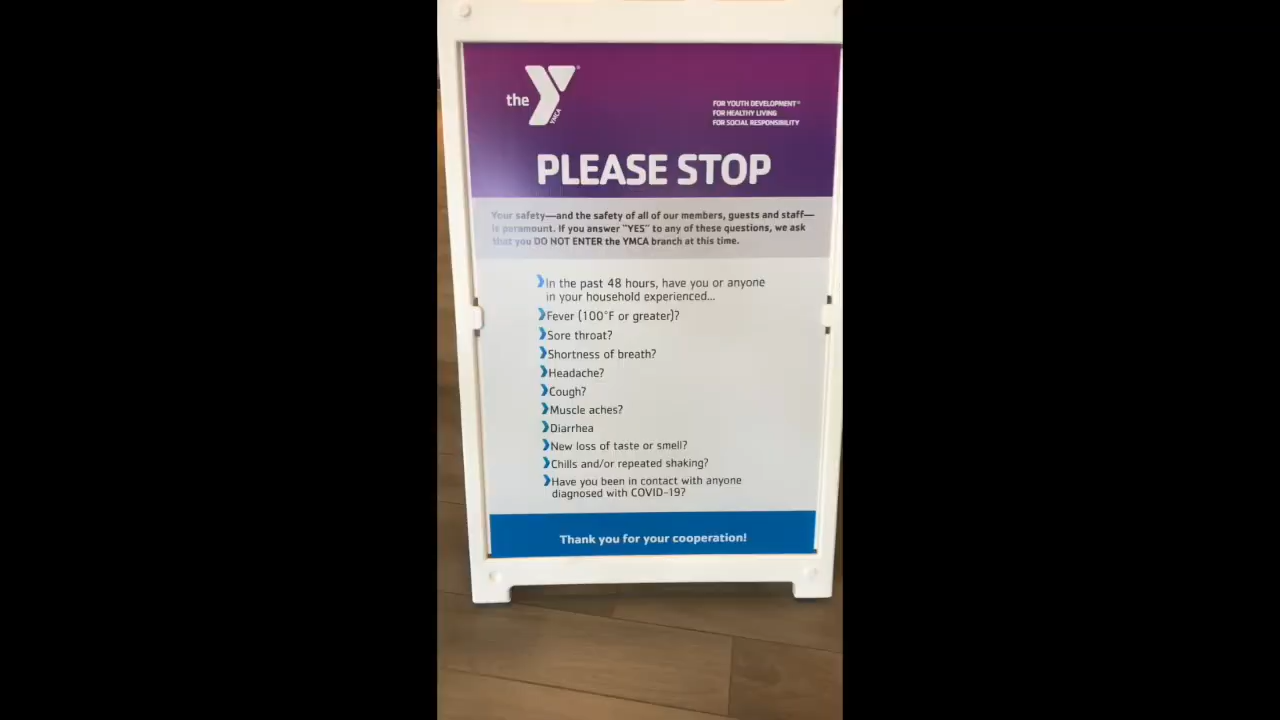 the Y
YMCA
FOR YOUTH DEVELOPMENT™
FOR HEALTHY LIVING
FOR SOCIAL RESPONSIBILITY
PLEASE STOP
Your safety—and the safety of all of our members, guests and staff—
is paramount. If you answer "YES" to any of these questions, we ask
that you DO NOT ENTER the YMCA branch at this time.
In the past 48 hours, have you or anyone
in your household experienced...
Fever (100°F or greater)?
Sore throat?
Shortness of breath?
Headache?
Cough?
Muscle aches?
Diarrhea
New loss of taste or smell?
Chills and/or repeated shaking?
Have you been in contact with anyone
diagnosed with COVID-19?
Thank you for your cooperation!